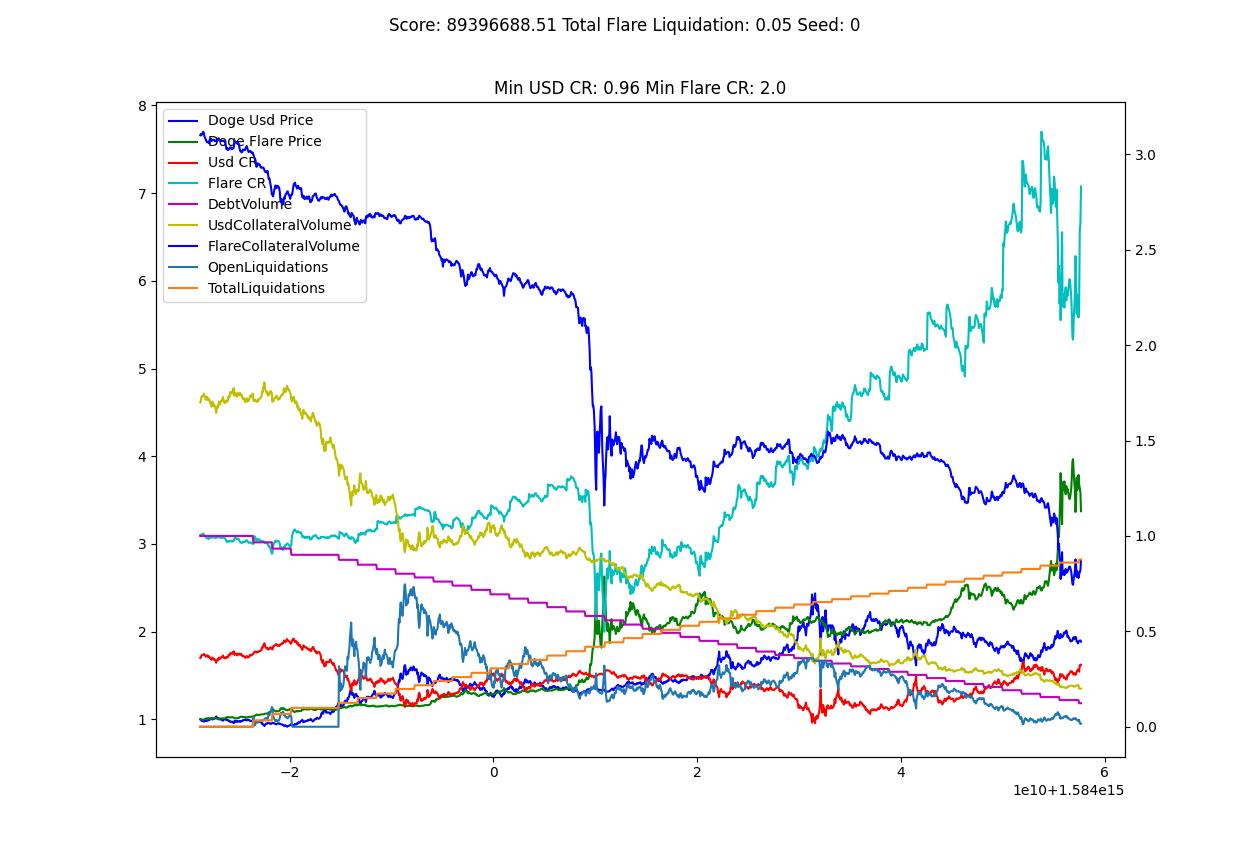 Score: 89396688.51 Total Flare Liquidation: 0.05 Seed: 0
Min USD CR: 0.96 Min Flare CR: 2.0
Doge Usd Price
Doge Flare Price
Usd CR
Flare CR
DebtVolume
UsdCollateralVolume
FlareCollateralVolume
OpenLiquidations
TotalLiquidations
8
7
6
5
4
3
2
1
3.0
2.5
2.0
1.5
1.0
0.5
0.0
−2
0
2
4
6
1e10+1.584e15